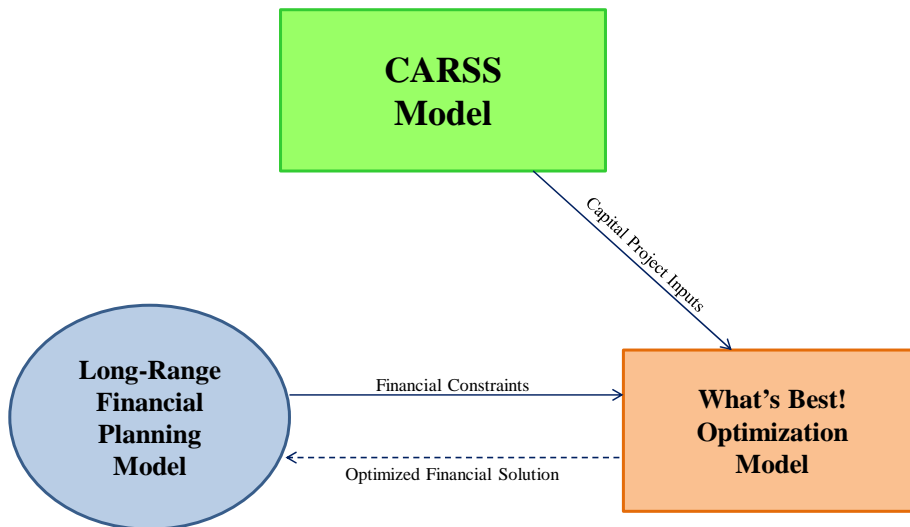 CARSS
Model
Capital Project Inputs
Long-Range
Financial
Planning
Model
Financial Constraints
Optimized Financial Solution
What’s Best!
Optimization
Model